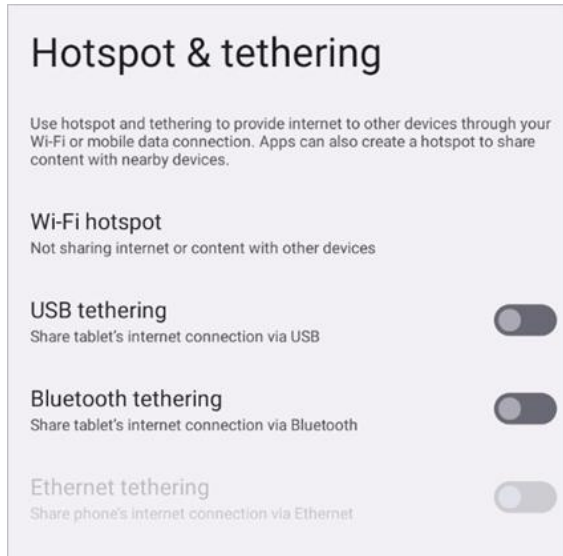 Hotspot & tethering
Use hotspot and tethering to provide internet to other devices through your
Wi-Fi or mobile data connection. Apps can also create a hotspot to share
content with nearby devices.
Wi-Fi hotspot
Not sharing internet or content with other devices
USB tethering
Share tablet's internet connection via USB
Bluetooth tethering
Share tablet's internet connection via Bluetooth
Ethernet tethering
Share phone's internet connection via Ethernet